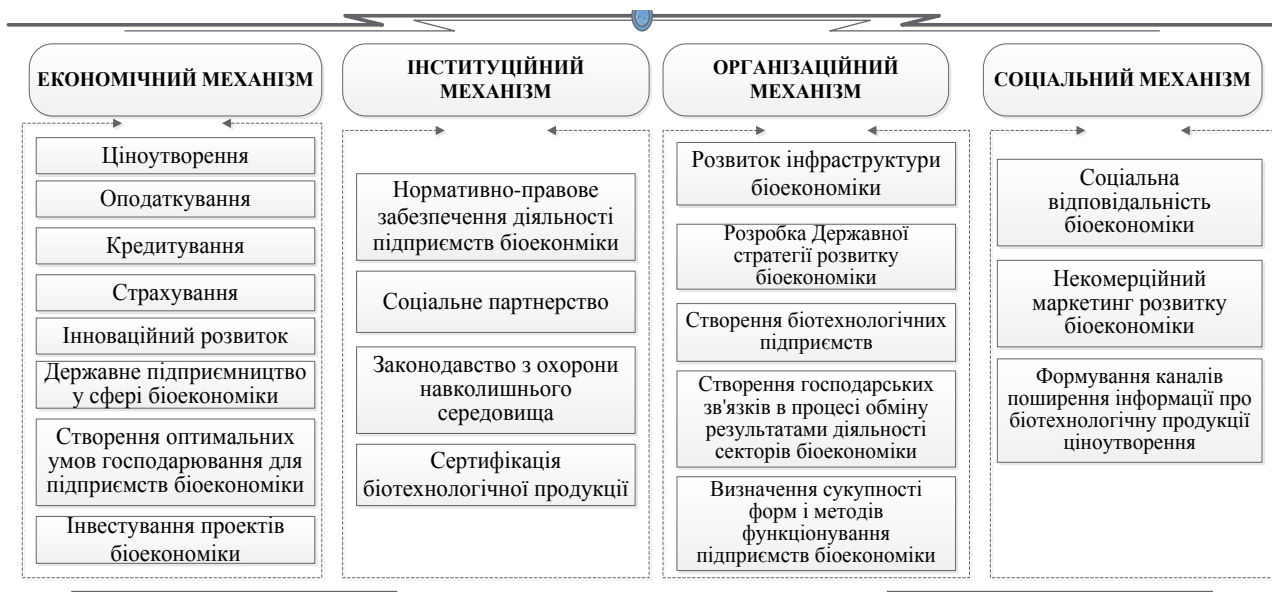 ЕКОНОМІЧНИЙ МЕХАНІЗМ
Ціноутворення
Оподаткування
Кредитування
Страхування
Інноваційний розвиток
Державне підприємництво
у сфері біоекономіки
Створення оптимальних
умов господарювання для
підприємств біоекономіки
Інвестування проектів
біоекономіки
ІНСТИТУЦІЙНИЙ
МЕХАНІЗМ
Нормативно-правове
забезпечення діяльності
підприємств біоеконміки
Соціальне партнерство
Законодавство з охорони
навколишнього
середовища
Сертифікація
біотехнологічної продукції
ОРГАНІЗАЦІЙНИЙ
МЕХАНІЗМ
Розвиток інфраструктури
біоекономіки
Розробка Державної
стратегії розвитку
біоекономіки
Створення біотехнологічних
підприємств
Створення господарських
зв'язків в процесі обміну
результатами діяльності
секторів біоекономіки
Визначення сукупності
форм і методів
функціонування
підприємств біоекономіки
СОЦІАЛЬНИЙ МЕХАНІЗМ
Соціальна
відповідальність
біоекономіки
Некомерційний
маркетинг розвитку
біоекономіки
Формування каналів
поширення інформації про
біотехнологічну продукції
ціноутворення